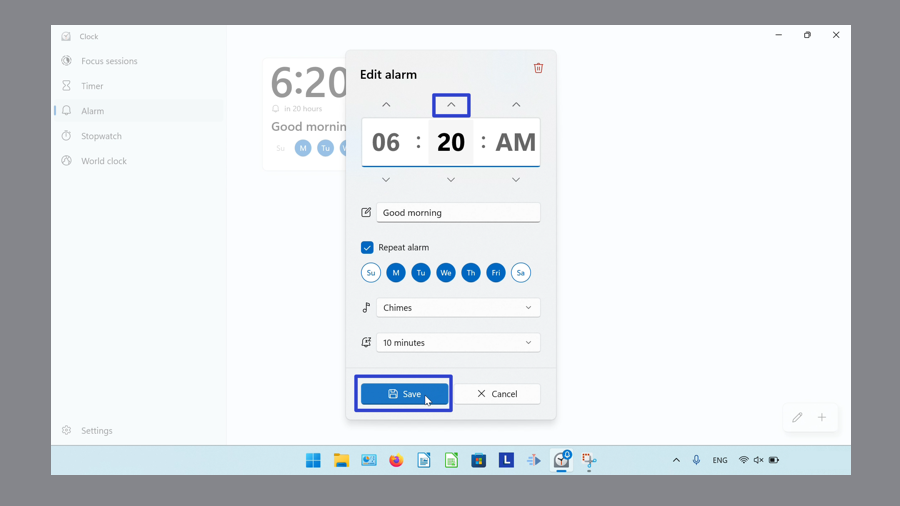 Clock
Focus sessions
Timer
Alarm
Stopwatch
World clock
Settings
6:20
in 20 hours
Good mornin
Su M Tu
Edit alarm
06 : 20 : AM
Good morning
Repeat alarm
Su M Tu We Th Fri Sa
Chimes
10 minutes
Save Cancel
L
ENG